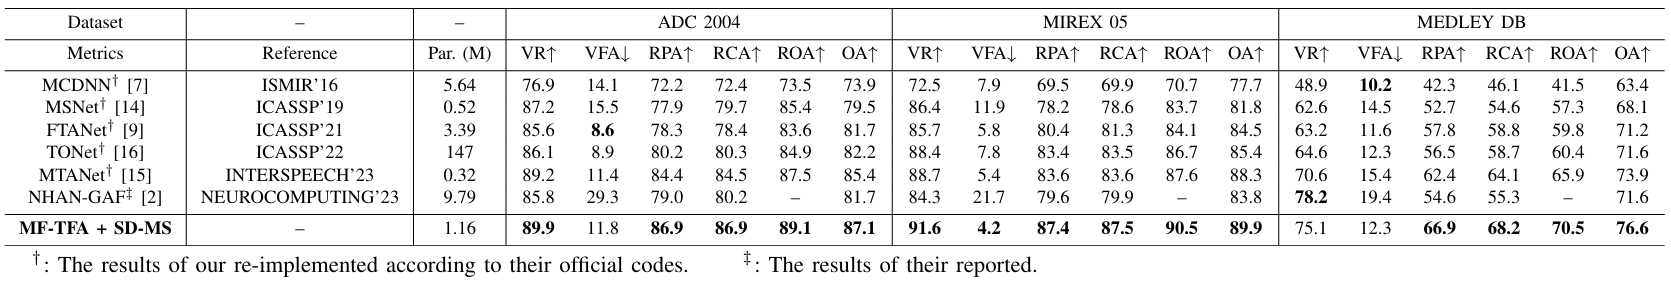 Dataset – – ADC 2004 MIREX 05 MEDLEY DB
Metrics Reference Par. (M) VR↑ VFA↓ RPA↑ RCA↑ ROA↑ OA↑ VR↑ VFA↓ RPA↑ RCA↑ ROA↑ OA↑ VR↑ VFA↓ RPA↑ RCA↑ ROA↑ OA↑
MCDNN† [7] ISMIR'16 5.64 76.9 14.1 72.2 72.4 73.5 73.9 72.5 7.9 69.5 69.9 70.7 77.7 48.9 10.2 42.3 46.1 41.5 63.4
MSNet† [14] ICASSP'19 0.52 87.2 15.5 77.9 79.7 85.4 79.5 86.4 11.9 78.2 78.6 83.7 81.8 62.6 14.5 52.7 54.6 57.3 68.1
FTANet† [9] ICASSP'21 3.39 85.6 8.6 78.3 78.4 83.6 81.7 85.7 5.8 80.4 81.3 84.1 84.5 63.2 11.6 57.8 58.8 59.8 71.2
TONet† [16] ICASSP'22 147 86.1 8.9 80.2 80.3 84.9 82.2 88.4 7.8 83.4 83.5 86.7 85.4 64.6 12.3 56.5 58.7 60.4 71.6
MTANet† [15] INTERSPEECH'23 0.32 89.2 11.4 84.4 84.5 87.5 85.4 88.7 5.4 83.6 83.6 87.6 88.3 70.6 15.4 62.4 64.1 65.9 73.9
NHAN-GAF‡ [2] NEUROCOMPUTING'23 9.79 85.8 29.3 79.0 80.2 – 81.7 84.3 21.7 79.6 79.9 – 83.8 78.2 19.4 54.6 55.3 – 71.6
MF-TFA + SD-MS – 1.16 89.9 11.8 86.9 86.9 89.1 87.1 91.6 4.2 87.4 87.5 90.5 89.9 75.1 12.3 66.9 68.2 70.5 76.6
†: The results of our re-implemented according to their official codes. ‡: The results of their reported.